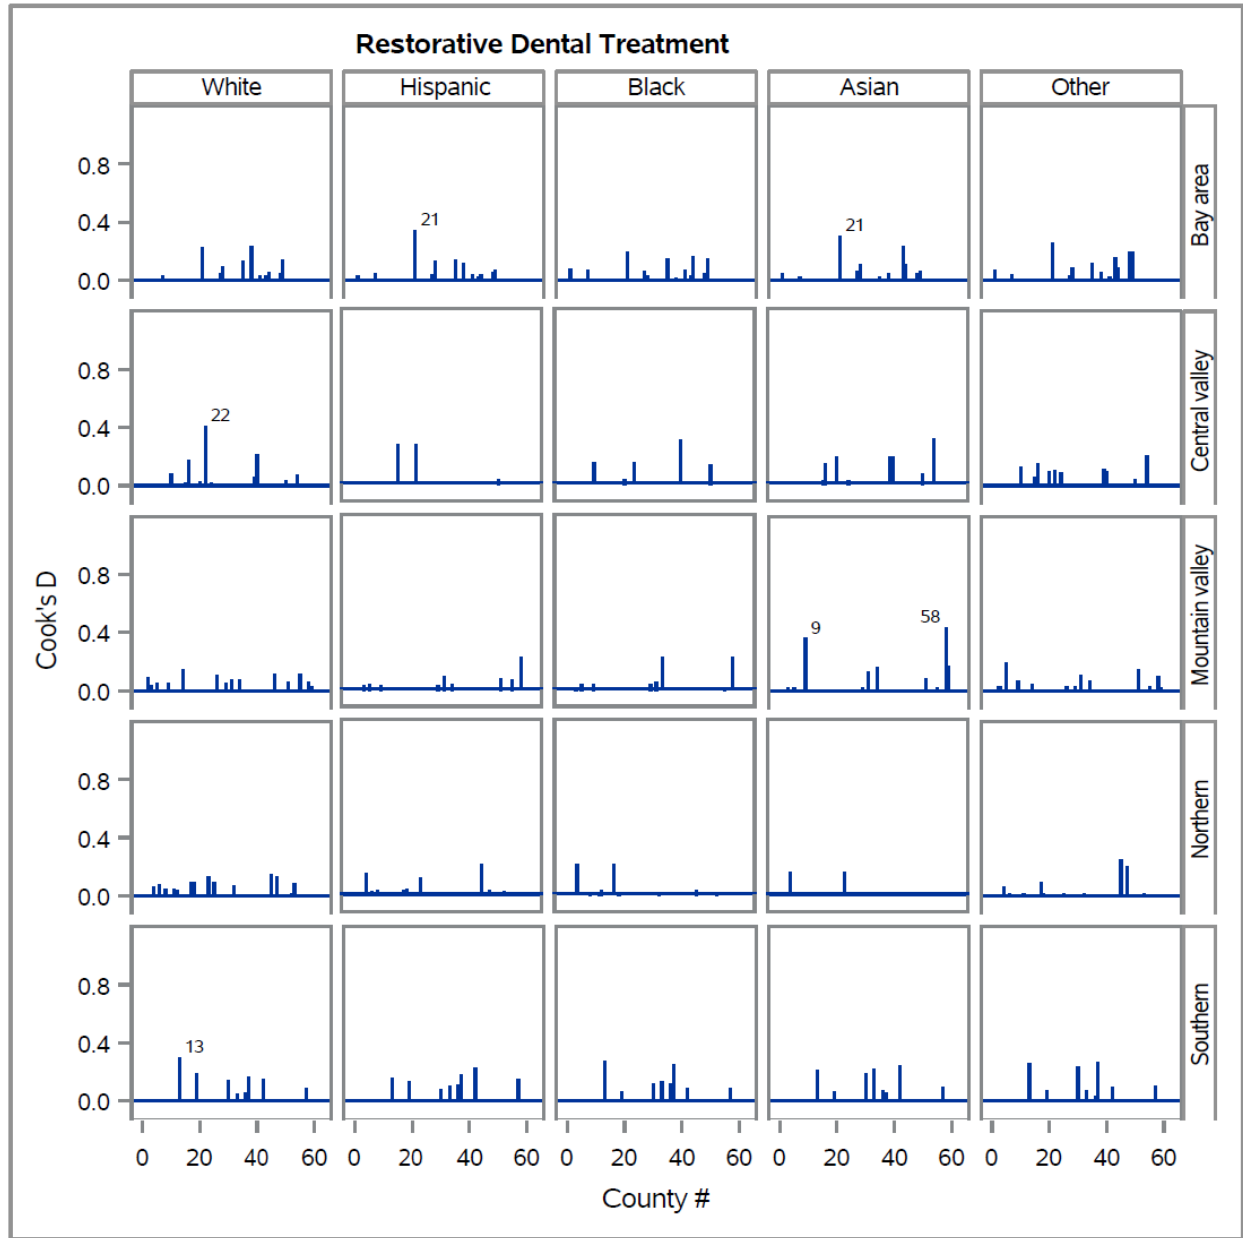 Restorative Dental Treatment
White Hispanic Black Asian Other
0.8
0.4 21 21
0.0
Bay area
0.8
0.4 22
0.0
Central valley
0.8
0.4 9 58
0.0
Mountain valley
Cook's D
0.8
0.4
0.0
Northern
0.8
0.4 13
0.0
Southern
0 20 40 60 0 20 40 60 0 20 40 60 0 20 40 60 0 20 40 60
County #